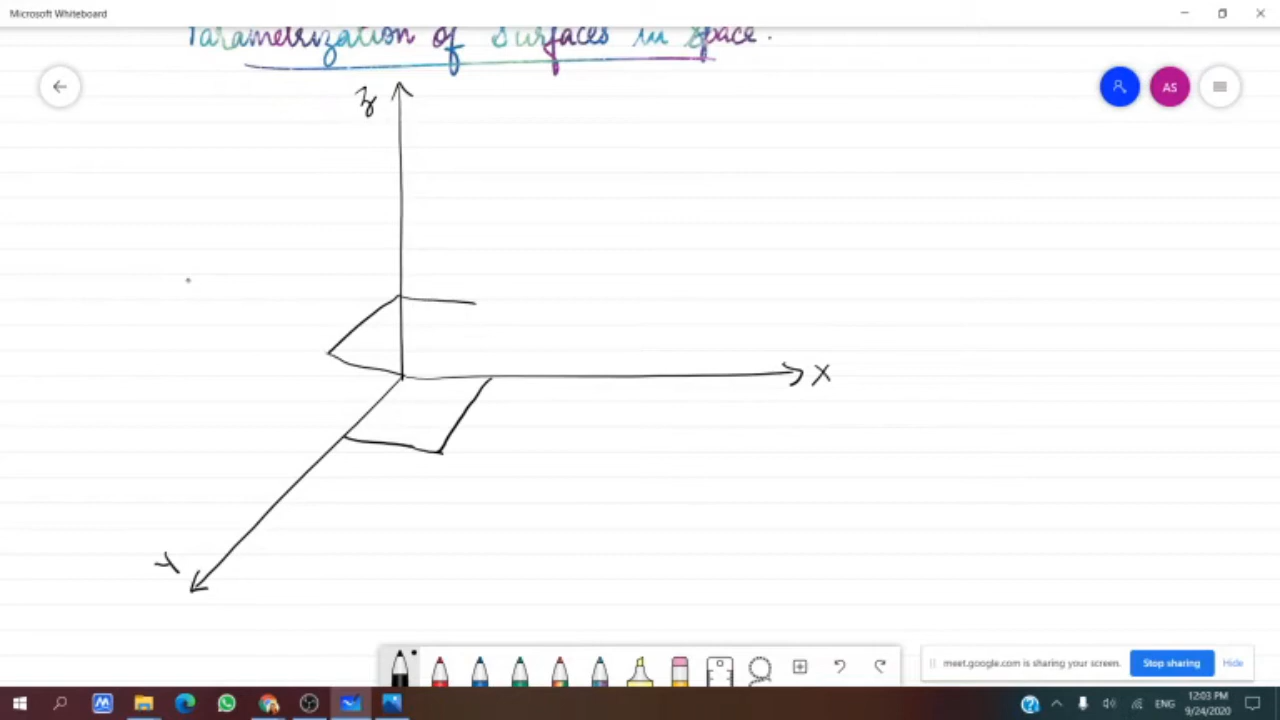 Microsoft Whiteboard
Parametrization of Surfaces in Space.
AS
z
X
Y
meet.google.com is sharing your screen.
Stop sharing
Hide
ENG
12:03 PM
9/24/2020